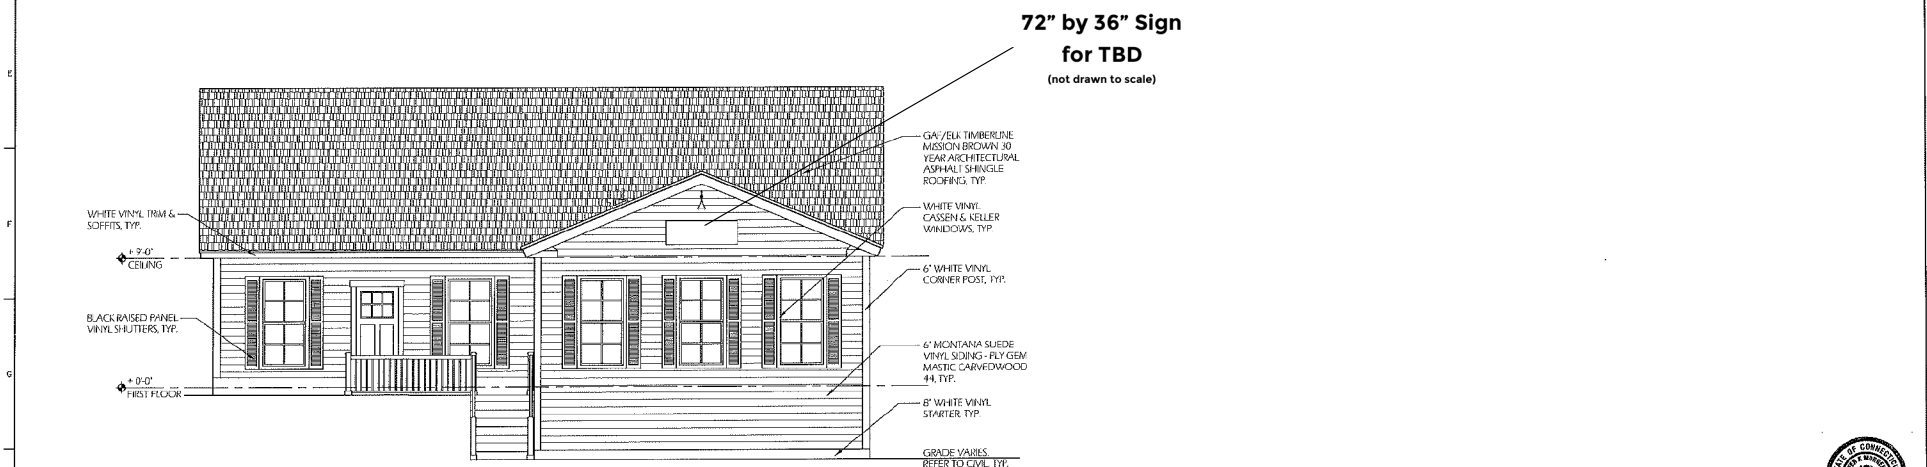 72” by 36” Sign
for TBD
(not drawn to scale)
E
F
G
GAF/ELK TIMBERLINE
MISSION BROWN 30
YEAR ARCHITECTURAL
ASPHALT SHINGLE
ROOFING, TYP.
WHITE VINYL TRIM &
SOFFITS, TYP.
WHITE VINYL
CASSEN & KELLER
WINDOWS, TYP.
+ 9'-0"
CEILING
6" WHITE VINYL
CORNER POST, TYP.
BLACK RAISED PANEL
VINYL SHUTTERS, TYP.
6" MONTANA SUEDE
VINYL SIDING - PLY GEM
MASTIC CARVEDWOOD
44, TYP.
+ 0'-0"
FIRST FLOOR
8" WHITE VINYL
STARTER, TYP.
GRADE VARIES.
REFER TO CIVIL, TYP.
OF CONNECTIC